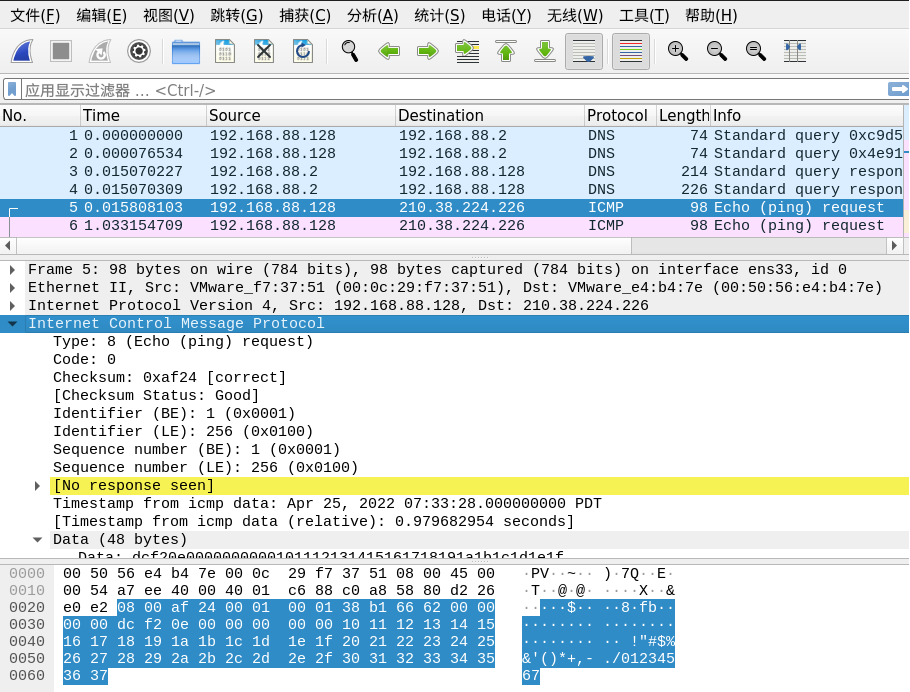 文件(F) 编辑(E) 视图(V) 跳转(G) 捕获(C) 分析(A) 统计(S) 电话(Y) 无线(W) 工具(T) 帮助(H)
应用显示过滤器 … <Ctrl-/>
No. Time Source Destination Protocol Length Info
1 0.000000000 192.168.88.128 192.168.88.2 DNS 74 Standard query 0xc9d5
2 0.000076534 192.168.88.128 192.168.88.2 DNS 74 Standard query 0x4e91
3 0.015070227 192.168.88.2 192.168.88.128 DNS 214 Standard query respon
4 0.015070309 192.168.88.2 192.168.88.128 DNS 226 Standard query respon
5 0.015808103 192.168.88.128 210.38.224.226 ICMP 98 Echo (ping) request
6 1.033154709 192.168.88.128 210.38.224.226 ICMP 98 Echo (ping) request
Frame 5: 98 bytes on wire (784 bits), 98 bytes captured (784 bits) on interface ens33, id 0
Ethernet II, Src: VMware_f7:37:51 (00:0c:29:f7:37:51), Dst: VMware_e4:b4:7e (00:50:56:e4:b4:7e)
Internet Protocol Version 4, Src: 192.168.88.128, Dst: 210.38.224.226
Internet Control Message Protocol
Type: 8 (Echo (ping) request)
Code: 0
Checksum: 0xaf24 [correct]
[Checksum Status: Good]
Identifier (BE): 1 (0x0001)
Identifier (LE): 256 (0x0100)
Sequence number (BE): 1 (0x0001)
Sequence number (LE): 256 (0x0100)
[No response seen]
Timestamp from icmp data: Apr 25, 2022 07:33:28.000000000 PDT
[Timestamp from icmp data (relative): 0.979682954 seconds]
Data (48 bytes)
Data: dcf20e0000000000101112131415161718191a1b1c1d1e1f
0000 00 50 56 e4 b4 7e 00 0c 29 f7 37 51 08 00 45 00 ·PV··~·· )·7Q··E·
0010 00 54 a7 ee 40 00 40 01 c6 88 c0 a8 58 80 d2 26 ·T··@·@· ····X··&
0020 e0 e2 08 00 af 24 00 01 00 01 38 b1 66 62 00 00 ·····$·· ··8·fb··
0030 00 00 dc f2 0e 00 00 00 00 00 10 11 12 13 14 15 ········ ········
0040 16 17 18 19 1a 1b 1c 1d 1e 1f 20 21 22 23 24 25 ········ ·· !"#$%
0050 26 27 28 29 2a 2b 2c 2d 2e 2f 30 31 32 33 34 35 &'()*+,- ./012345
0060 36 37 67